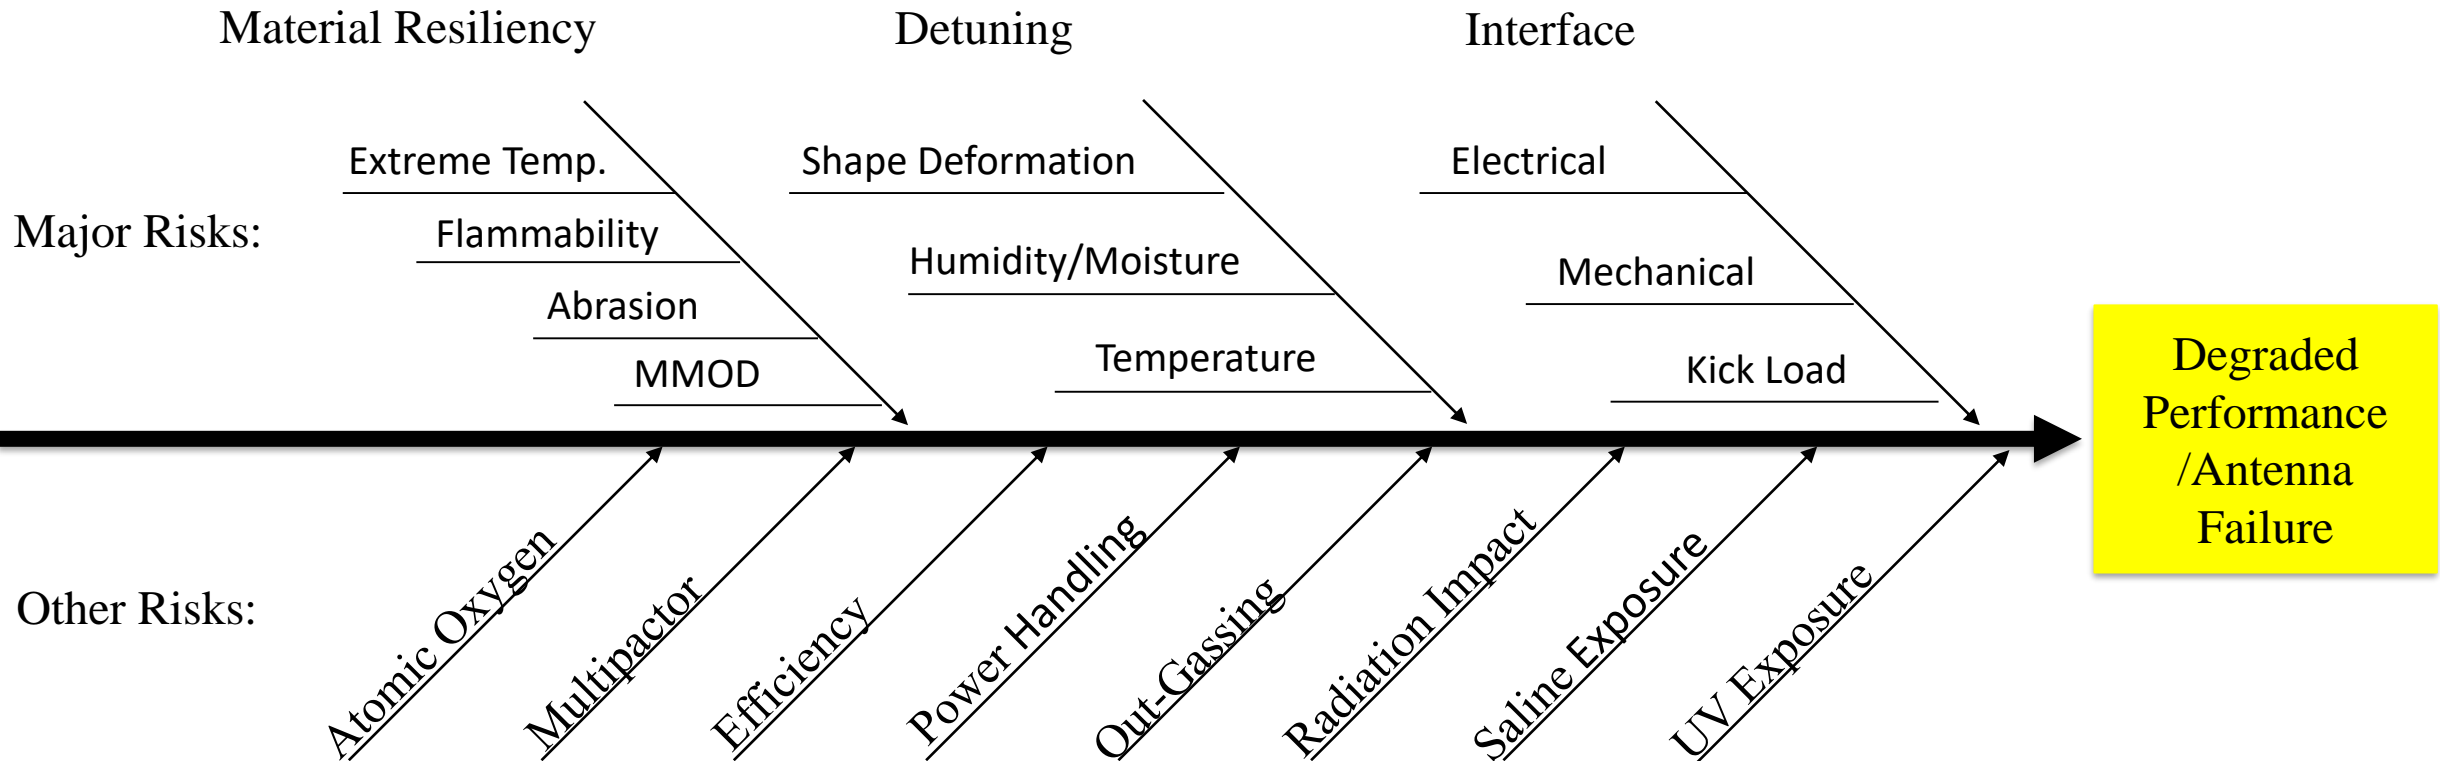 Material Resiliency
Detuning
Interface
Major Risks:
Extreme Temp.
Flammability
Abrasion
MMOD
Shape Deformation
Humidity/Moisture
Temperature
Electrical
Mechanical
Kick Load
Degraded
Performance
/Antenna
Failure
Other Risks:
Atomic Oxygen
Multipactor
Efficiency
Power Handling
Out-Gassing
Radiation Impact
Saline Exposure
UV Exposure